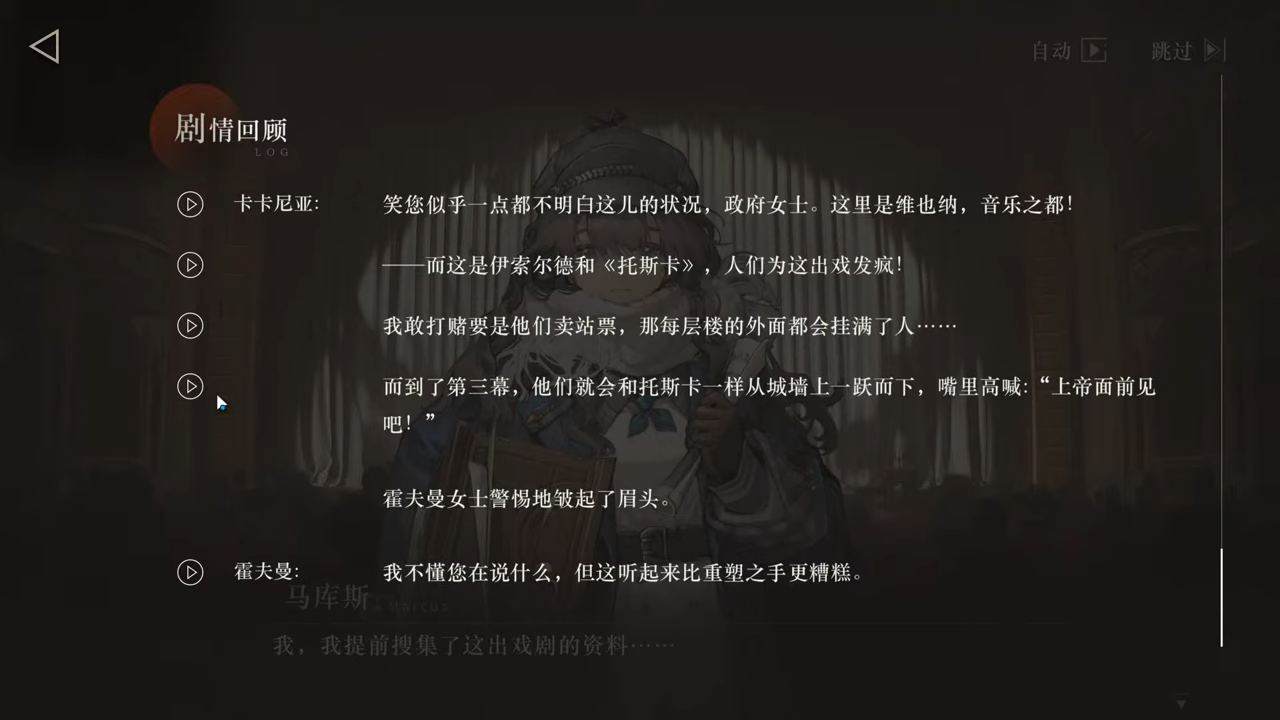 自动
跳过
剧情回顾
LOG
卡卡尼亚:
笑您似乎一点都不明白这儿的状况，政府女士。这里是维也纳，音乐之都！
——而这是伊索尔德和《托斯卡》，人们为这出戏发疯！
我敢打赌要是他们卖站票，那每层楼的外面都会挂满了人……
而到了第三幕，他们就会和托斯卡一样从城墙上一跃而下，嘴里高喊：“上帝面前见
吧！”
霍夫曼女士警惕地皱起了眉头。
霍夫曼:
我不懂您在说什么，但这听起来比重塑之手更糟糕。
马库斯
Marcus
我，我提前搜集了这出戏剧的资料……